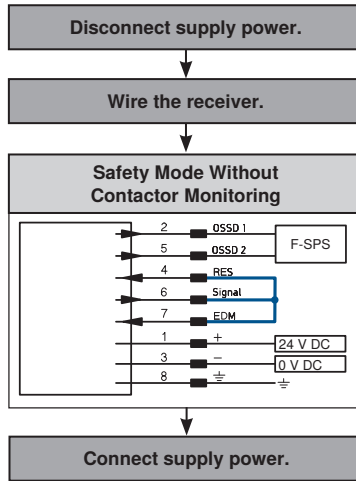 Disconnect supply power.
Wire the receiver.
Safety Mode Without
Contactor Monitoring
2 OSSD 1
F-SPS
5 OSSD 2
4 RES
6 Signal
7 EDM
1 +
24 V DC
3 −
0 V DC
8
Connect supply power.